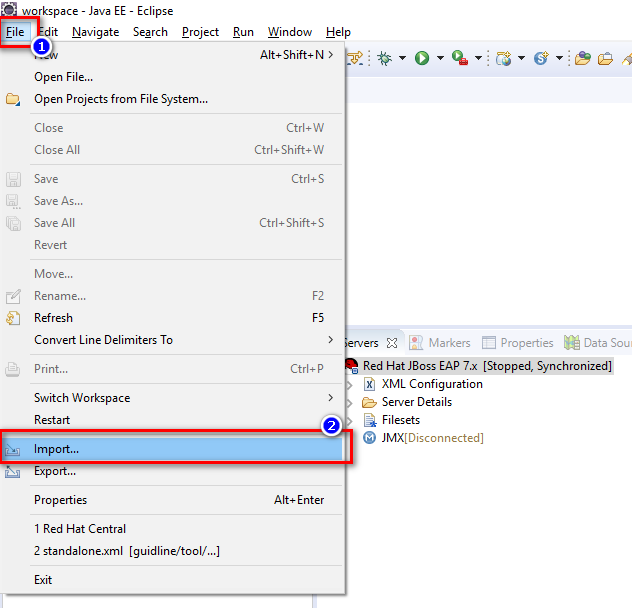 workspace - Java EE - Eclipse
File Edit Navigate Search Project Run Window Help
1
New Alt+Shift+N
Open File...
Open Projects from File System...
Close Ctrl+W
Close All Ctrl+Shift+W
Save Ctrl+S
Save As...
Save All Ctrl+Shift+S
Revert
Move...
Rename... F2
Refresh F5
Convert Line Delimiters To
Print... Ctrl+P
Switch Workspace
Restart
2
Import...
Export...
Properties Alt+Enter
1 Red Hat Central
2 standalone.xml [guidline/tool/...]
Exit
Servers Markers Properties Data Sou
Red Hat JBoss EAP 7.x [Stopped, Synchronized]
XML Configuration
Server Details
Filesets
JMX[Disconnected]